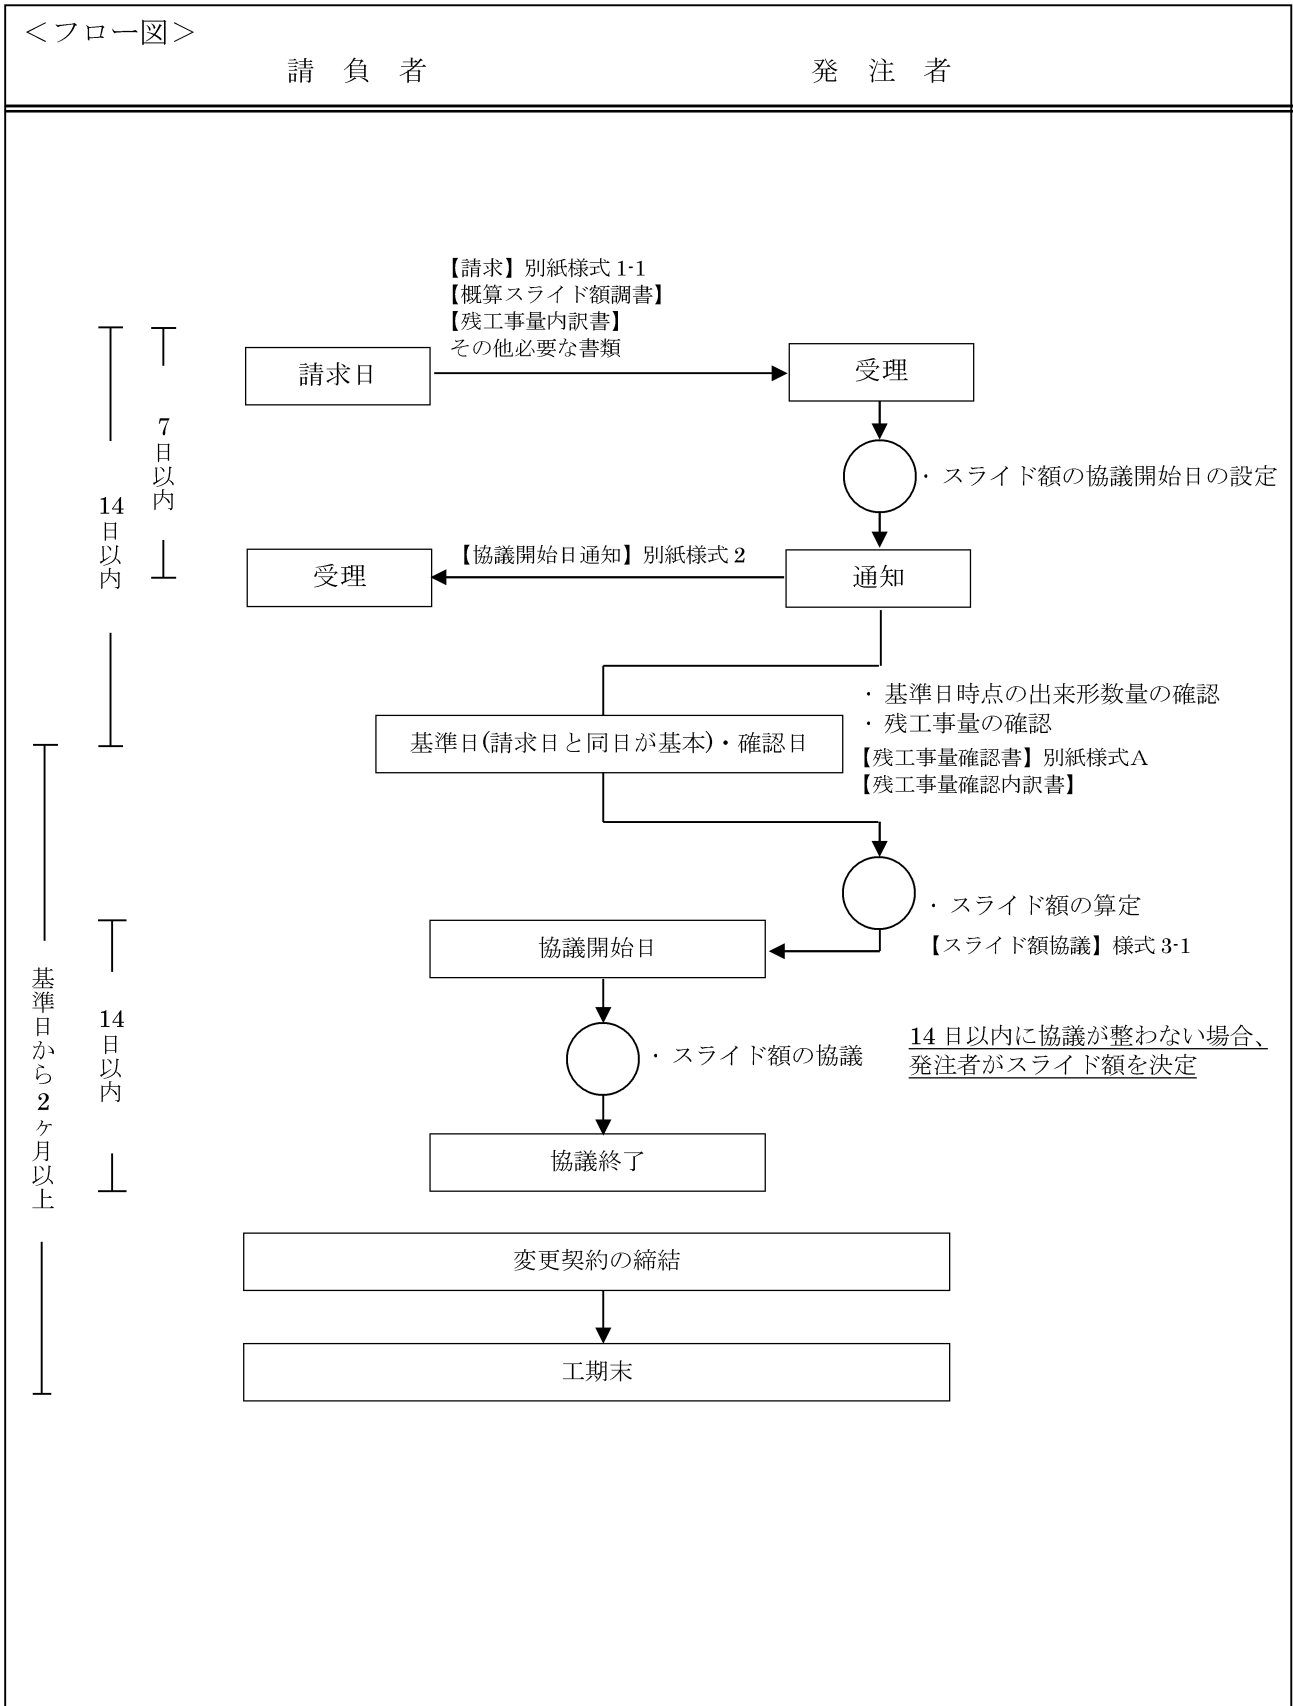 ＜フロー図＞
請　負　者
発　注　者
【請求】別紙様式 1-1
【概算スライド額調書】
【残工事量内訳書】
その他必要な書類
請求日
受理
7日以内
14日以内
・スライド額の協議開始日の設定
【協議開始日通知】別紙様式 2
受理
通知
・基準日時点の出来形数量の確認
・残工事量の確認
基準日(請求日と同日が基本)・確認日
【残工事量確認書】別紙様式A
【残工事量確認内訳書】
・スライド額の算定
【スライド額協議】様式 3-1
協議開始日
基準日から2ヶ月以上
14日以内
・スライド額の協議
14 日以内に協議が整わない場合、
発注者がスライド額を決定
協議終了
変更契約の締結
工期末